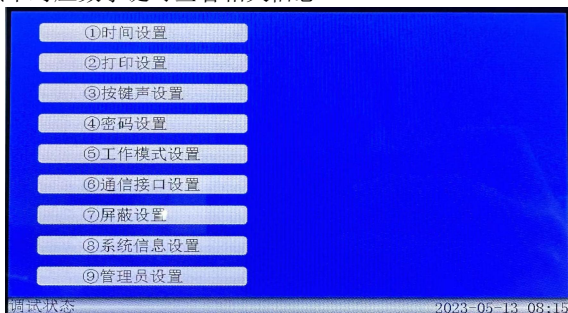 ①时间设置
②打印设置
③按键声设置
④密码设置
⑤工作模式设置
⑥通信接口设置
⑦屏蔽设置
⑧系统信息设置
⑨管理员设置
调试状态 2023-05-13 08:15